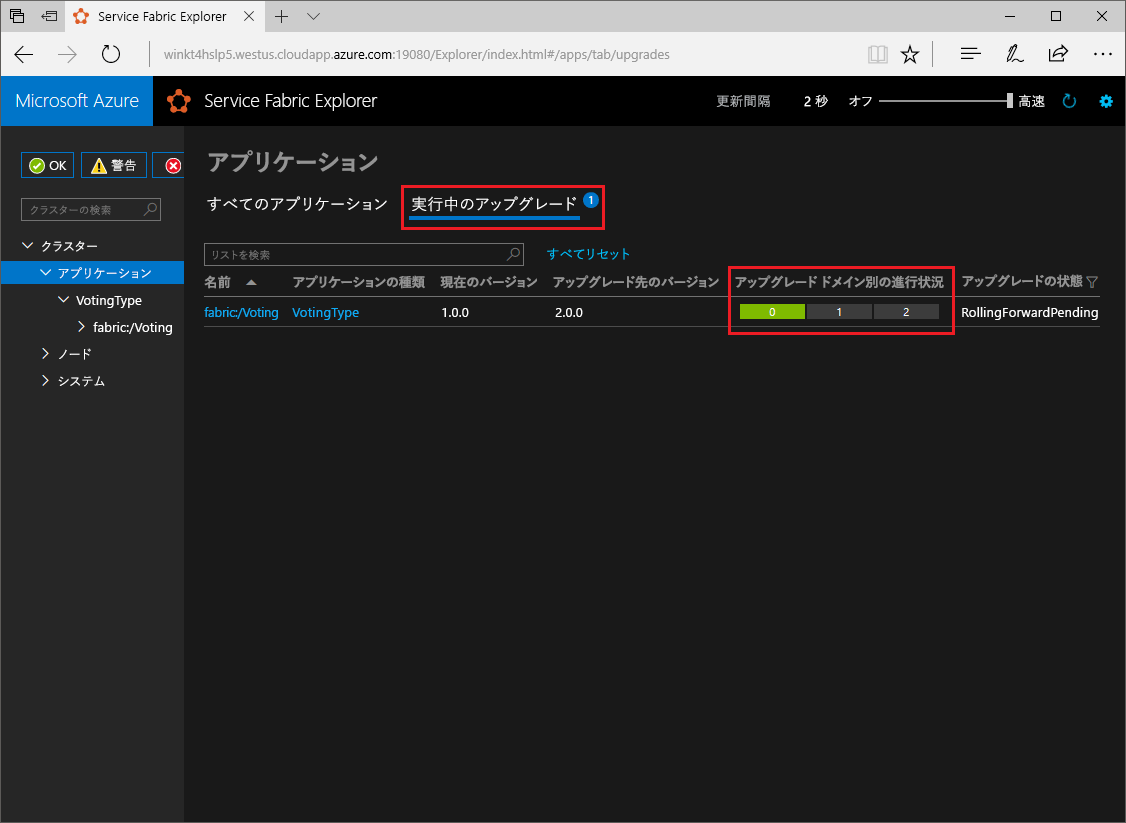 Service Fabric Explorer
winkt4hslp5.westus.cloudapp.azure.com:19080/Explorer/index.html#/apps/tab/upgrades
Microsoft Azure
Service Fabric Explorer
更新間隔 2 秒 オフ 高速
OK 警告
クラスターの検索
クラスター
アプリケーション
VotingType
fabric:/Voting
ノード
システム
アプリケーション
すべてのアプリケーション 実行中のアップグレード 1
リストを検索 すべてリセット
名前 アプリケーションの種類 現在のバージョン アップグレード先のバージョン アップグレード ドメイン別の進行状況 アップグレードの状態
fabric:/Voting VotingType 1.0.0 2.0.0 0 1 2 RollingForwardPending